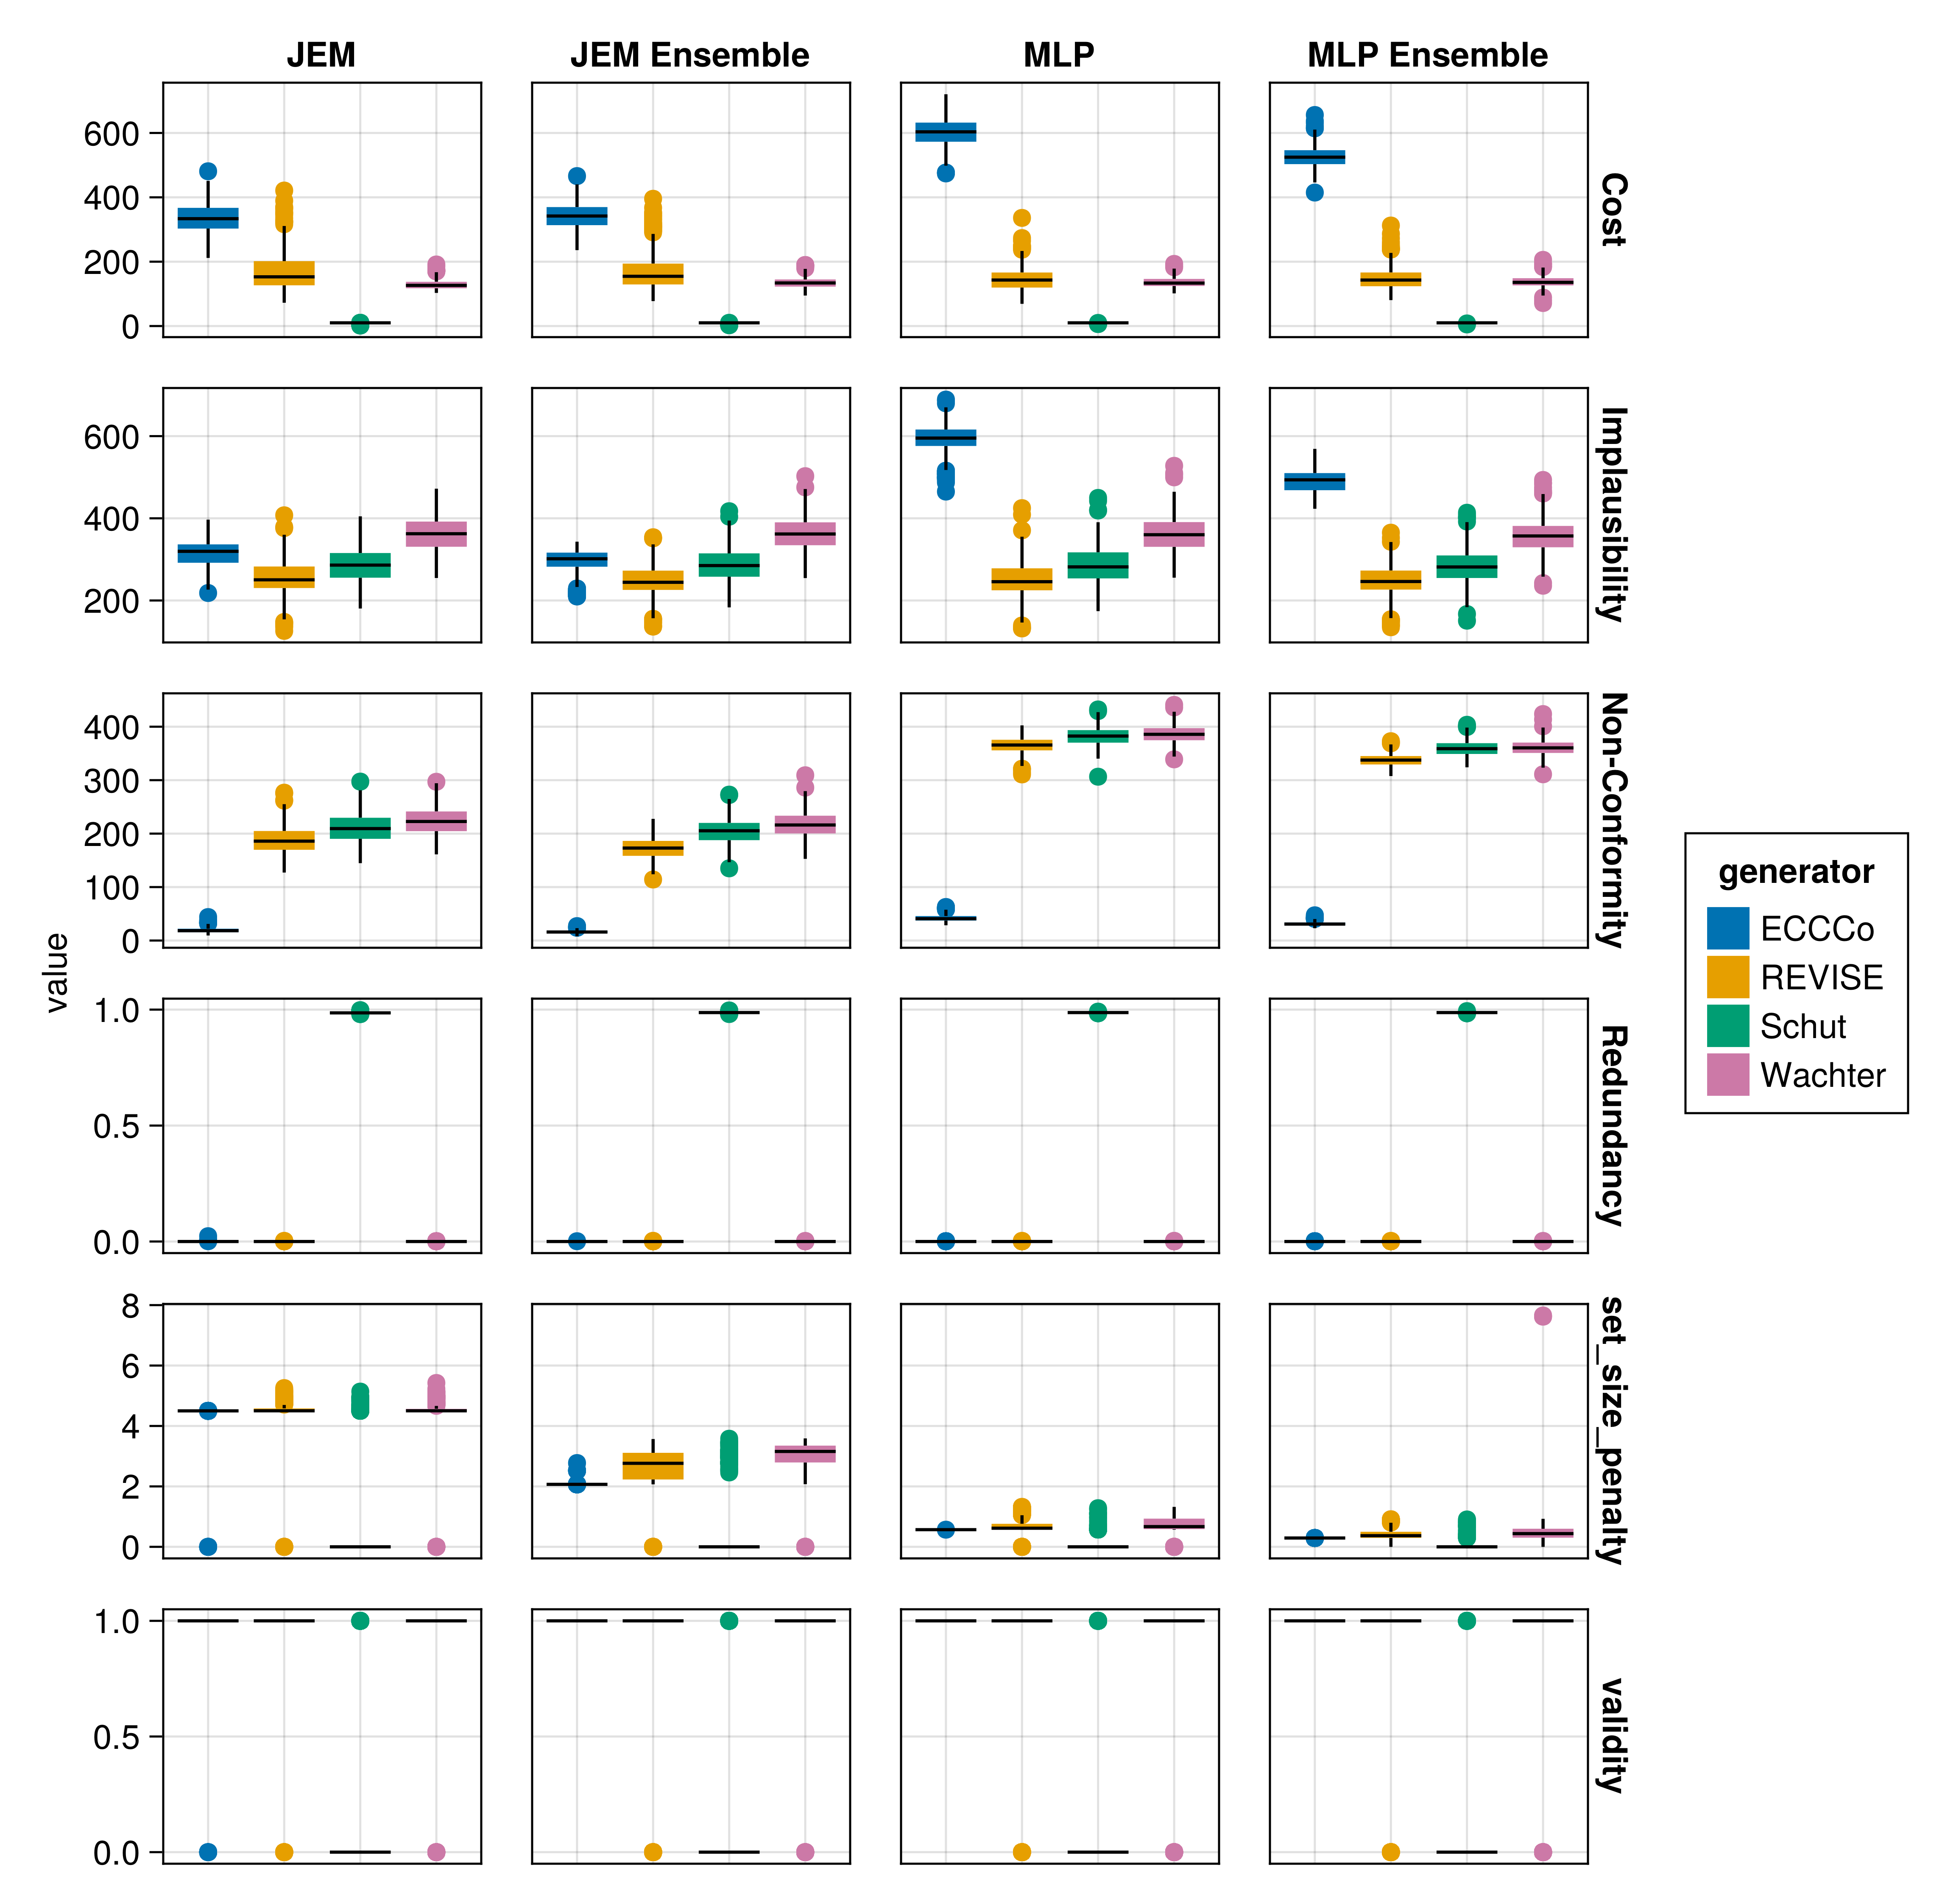 JEM
JEM Ensemble
MLP
MLP Ensemble
600
400
200
0
Cost
600
400
200
Implausibility
400
300
200
100
0
Non-Conformity
value
1.0
0.5
0.0
Redundancy
8
6
4
2
0
set_size_penalty
1.0
0.5
0.0
validity
generator
ECCCo
REVISE
Schut
Wachter